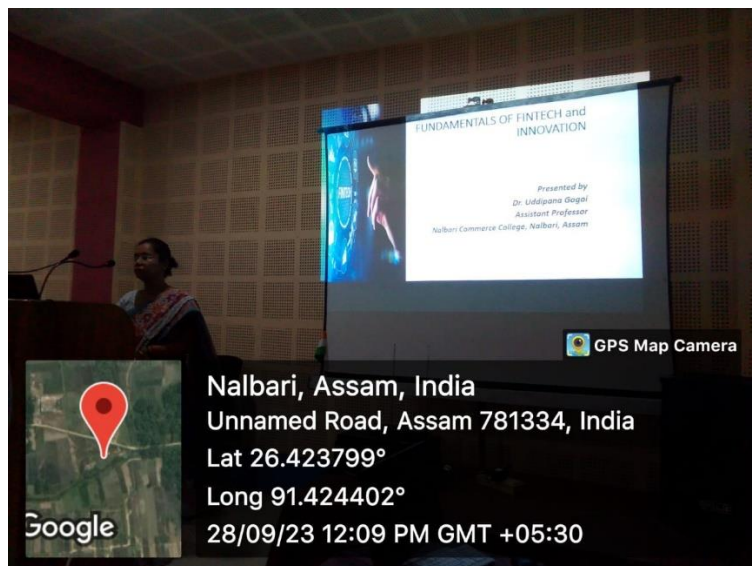 FUNDAMENTALS OF FINTECH and
INNOVATION
FINTECH
Presented by
Dr. Uddipana Gogoi
Assistant Professor
Nalbari Commerce College, Nalbari, Assam
GPS Map Camera
Nalbari, Assam, India
Unnamed Road, Assam 781334, India
Lat 26.423799°
Long 91.424402°
28/09/23 12:09 PM GMT +05:30
Google